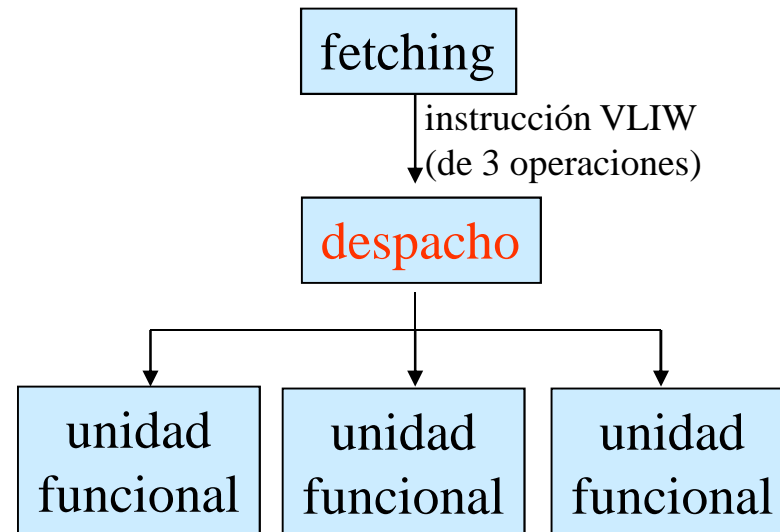 fetching
instrucción VLIW
(de 3 operaciones)
despacho
unidad
funcional
unidad
funcional
unidad
funcional